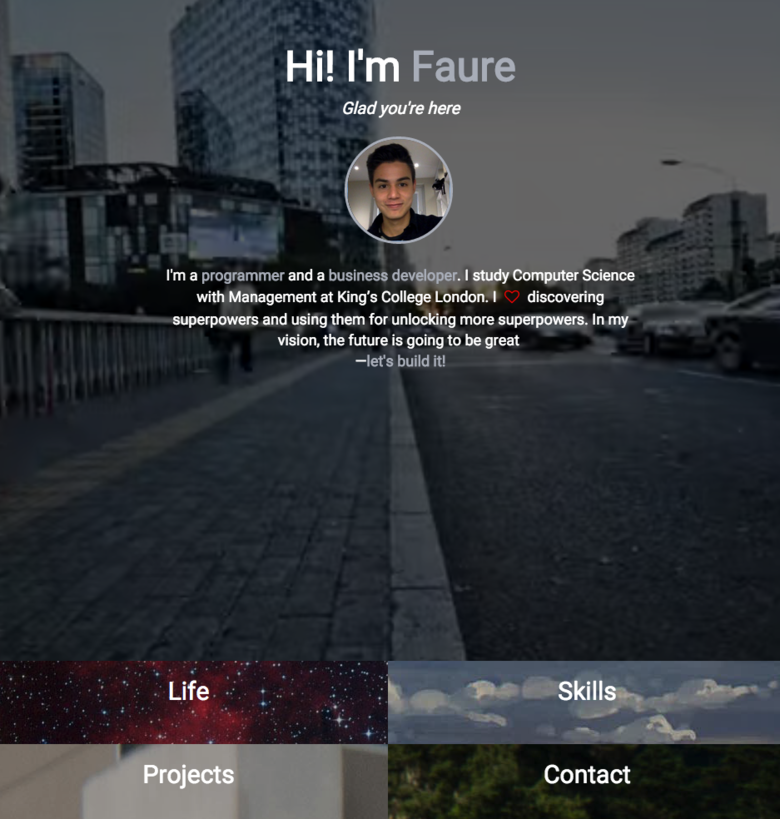 Hi! I'm Faure
Glad you're here
I'm a programmer and a business developer. I study Computer Science
with Management at King’s College London. I ♡ discovering
superpowers and using them for unlocking more superpowers. In my
vision, the future is going to be great
—let's build it!
Life
Skills
Projects
Contact